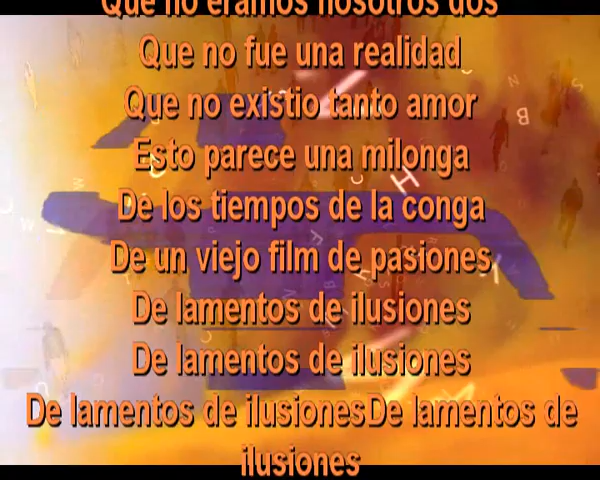 Que no eramos nosotros dos
Que no fue una realidad
Que no existio tanto amor
Esto parece una milonga
De los tiempos de la conga
De un viejo film de pasiones
De lamentos de ilusiones
De lamentos de ilusiones
De lamentos de ilusionesDe lamentos de
ilusiones